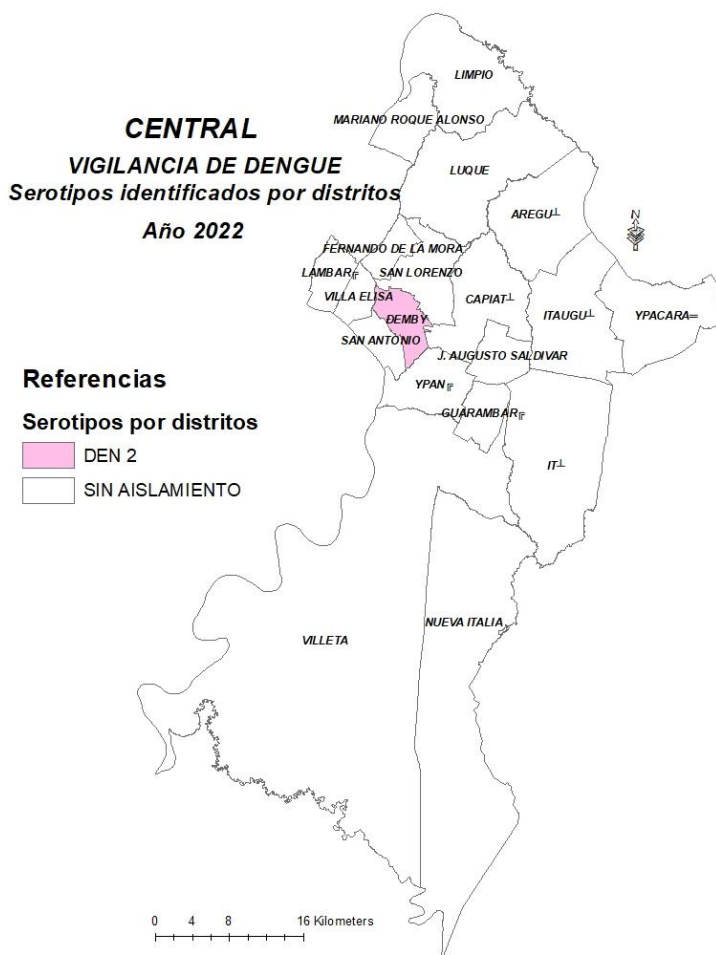 CENTRAL
VIGILANCIA DE DENGUE
Serotipos identificados por distritos
Año 2022
LIMPIO
MARIANO ROQUE ALONSO
LUQUE
AREGU┴
N
FERNANDO DE LA MORA
LAMBAR╔
SAN LORENZO
VILLA ELISA
CAPIAT┴
ITAUGU┴
YPACARA═
ÐEMBY
SAN ANTONIO
J. AUGUSTO SALDIVAR
YPAN╔
GUARAMBAR╔
IT┴
Referencias
Serotipos por distritos
DEN 2
SIN AISLAMIENTO
VILLETA
NUEVA ITALIA
0 4 8 16 Kilometers